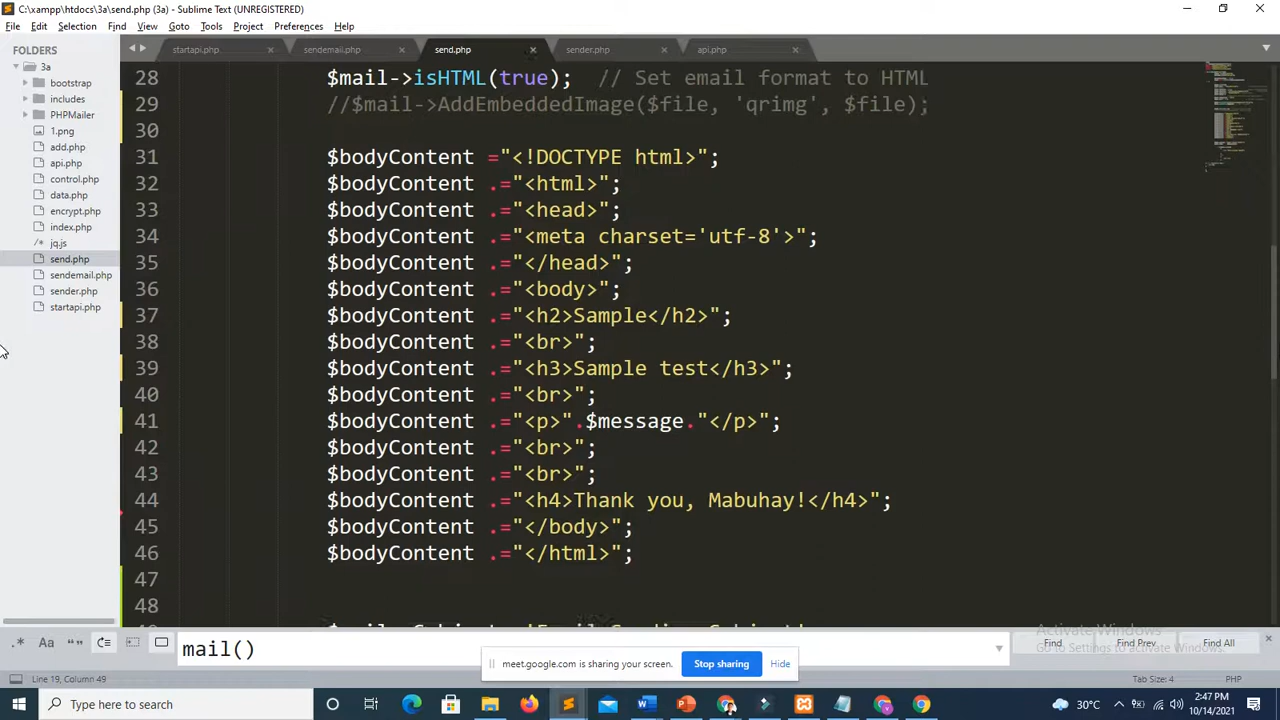 C:\xampp\htdocs\3a\send.php (3a) - Sublime Text (UNREGISTERED)
File Edit Selection Find View Goto Tools Project Preferences Help
FOLDERS
3a
bootstrap
includes
PHPMailer
1.png
add.php
api.php
control.php
data.php
encrypt.php
index.php
jq.js
send.php
sendemail.php
sender.php
startapi.php
startapi.php sendemail.php send.php sender.php api.php
28 $mail->isHTML(true); // Set email format to HTML
29 //$mail->AddEmbeddedImage($file, 'qrimg', $file);
30
31 $bodyContent ="<!DOCTYPE html>";
32 $bodyContent .="<html>";
33 $bodyContent .="<head>";
34 $bodyContent .="<meta charset='utf-8'>";
35 $bodyContent .="</head>";
36 $bodyContent .="<body>";
37 $bodyContent .="<h2>Sample</h2>";
38 $bodyContent .="<br>";
39 $bodyContent .="<h3>Sample test</h3>";
40 $bodyContent .="<br>";
41 $bodyContent .="<p>".$message."</p>";
42 $bodyContent .="<br>";
43 $bodyContent .="<br>";
44 $bodyContent .="<h4>Thank you, Mabuhay!</h4>";
45 $bodyContent .="</body>";
46 $bodyContent .="</html>";
47
48
.* Aa "" mail() Find Find Prev Find All
Activate Windows
Go to Settings to activate Windows.
meet.google.com is sharing your screen. Stop sharing Hide
Line 19, Column 49 Tab Size: 4 PHP
Type here to search 30°C 2:47 PM
10/14/2021